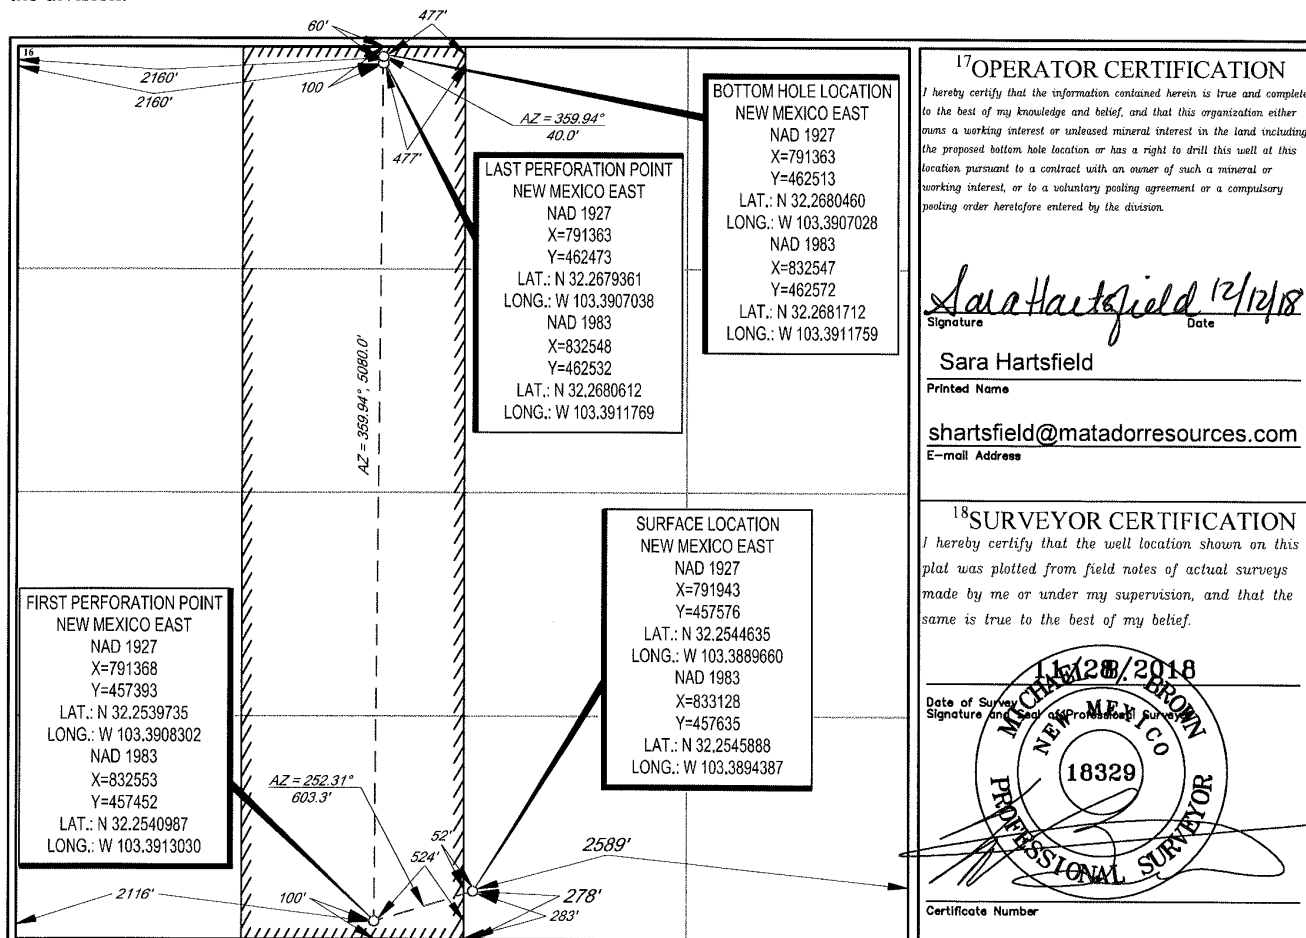 60'
477'
16
2160'
2160'
100
AZ = 359.94°
40.0'
477'
BOTTOM HOLE LOCATION
NEW MEXICO EAST
NAD 1927
X=791363
Y=462513
LAT.: N 32.2680460
LONG.: W 103.3907028
NAD 1983
X=832547
Y=462572
LAT.: N 32.2681712
LONG.: W 103.3911759
LAST PERFORATION POINT
NEW MEXICO EAST
NAD 1927
X=791363
Y=462473
LAT.: N 32.2679361
LONG.: W 103.3907038
NAD 1983
X=832548
Y=462532
LAT.: N 32.2680612
LONG.: W 103.3911769
AZ = 359.94°, 5080.0'
SURFACE LOCATION
NEW MEXICO EAST
NAD 1927
X=791943
Y=457576
LAT.: N 32.2544635
LONG.: W 103.3889660
NAD 1983
X=833128
Y=457635
LAT.: N 32.2545888
LONG.: W 103.3894387
FIRST PERFORATION POINT
NEW MEXICO EAST
NAD 1927
X=791368
Y=457393
LAT.: N 32.2539735
LONG.: W 103.3908302
NAD 1983
X=832553
Y=457452
LAT.: N 32.2540987
LONG.: W 103.3913030
AZ = 252.31°
603.3'
52'
524'
2589'
2116'
100'
278'
283'
17OPERATOR CERTIFICATION
I hereby certify that the information contained herein is true and complete
to the best of my knowledge and belief, and that this organization either
owns a working interest or unleased mineral interest in the land including
the proposed bottom hole location or has a right to drill this well at this
location pursuant to a contract with an owner of such a mineral or
working interest, or to a voluntary pooling agreement or a compulsory
pooling order heretofore entered by the division.
Sara Hartsfield 12/12/18
Signature Date
Sara Hartsfield
Printed Name
shartsfield@matadorresources.com
E-mail Address
18SURVEYOR CERTIFICATION
I hereby certify that the well location shown on this
plat was plotted from field notes of actual surveys
made by me or under my supervision, and that the
same is true to the best of my belief.
11/28/2018
Date of Survey
Signature and Seal of Professional Surveyor
MICHAEL B. BROWN
NEW MEXICO
18329
PROFESSIONAL SURVEYOR
Certificate Number